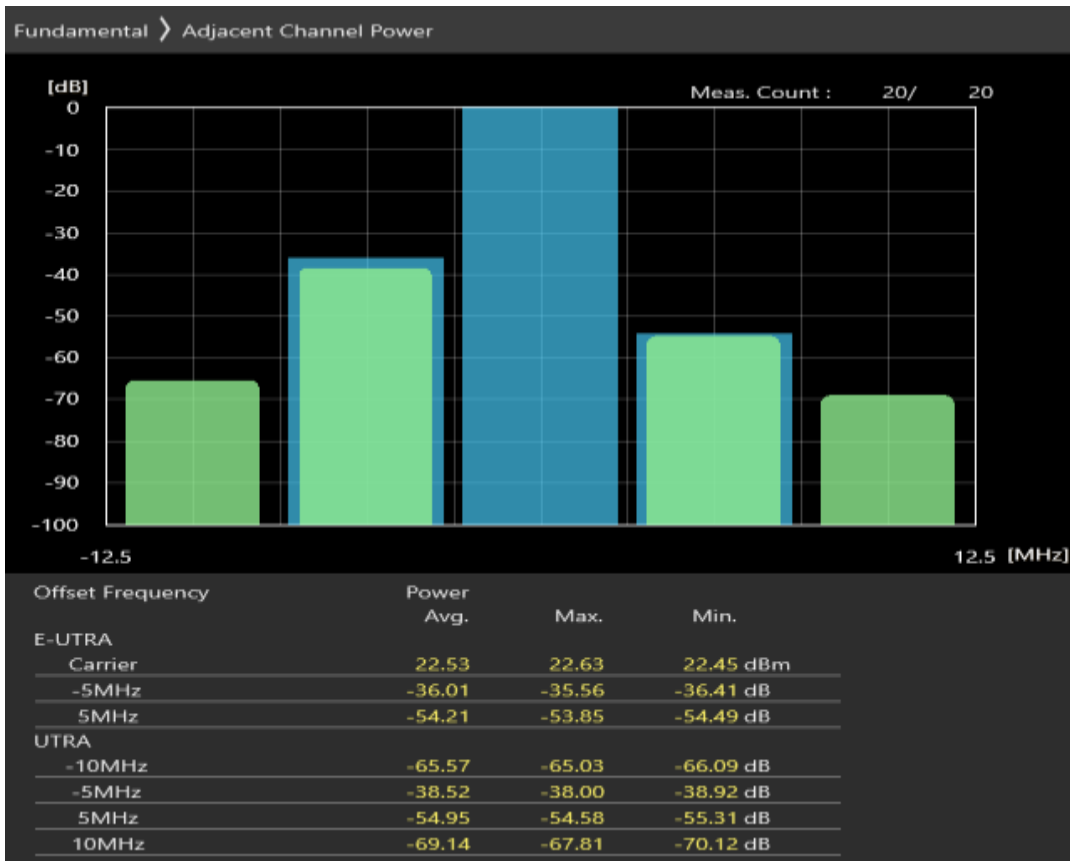 Fundamental 〉 Adjacent Channel Power
[dB]
Meas. Count : 20/ 20
0
-10
-20
-30
-40
-50
-60
-70
-80
-90
-100
-12.5 12.5 [MHz]
Offset Frequency Power
Avg. Max. Min.
E-UTRA
Carrier 22.53 22.63 22.45 dBm
-5MHz -36.01 -35.56 -36.41 dB
5MHz -54.21 -53.85 -54.49 dB
UTRA
-10MHz -65.57 -65.03 -66.09 dB
-5MHz -38.52 -38.00 -38.92 dB
5MHz -54.95 -54.58 -55.31 dB
10MHz -69.14 -67.81 -70.12 dB